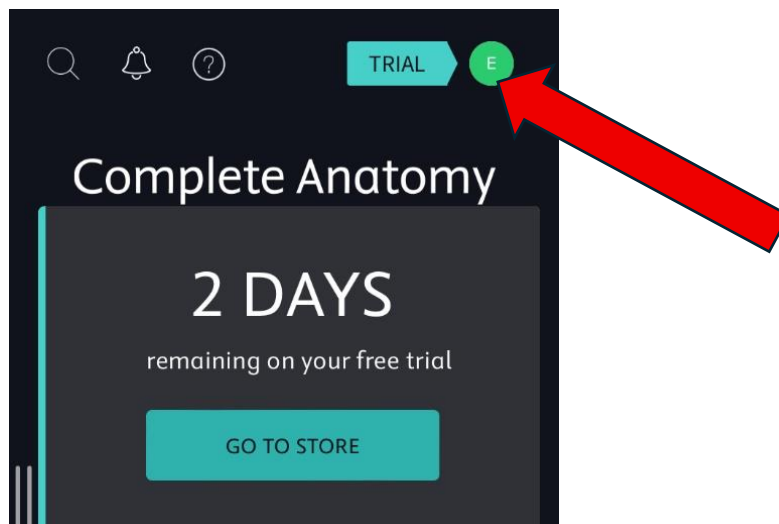 ?
TRIAL
E
Complete Anatomy
2 DAYS
remaining on your free trial
GO TO STORE